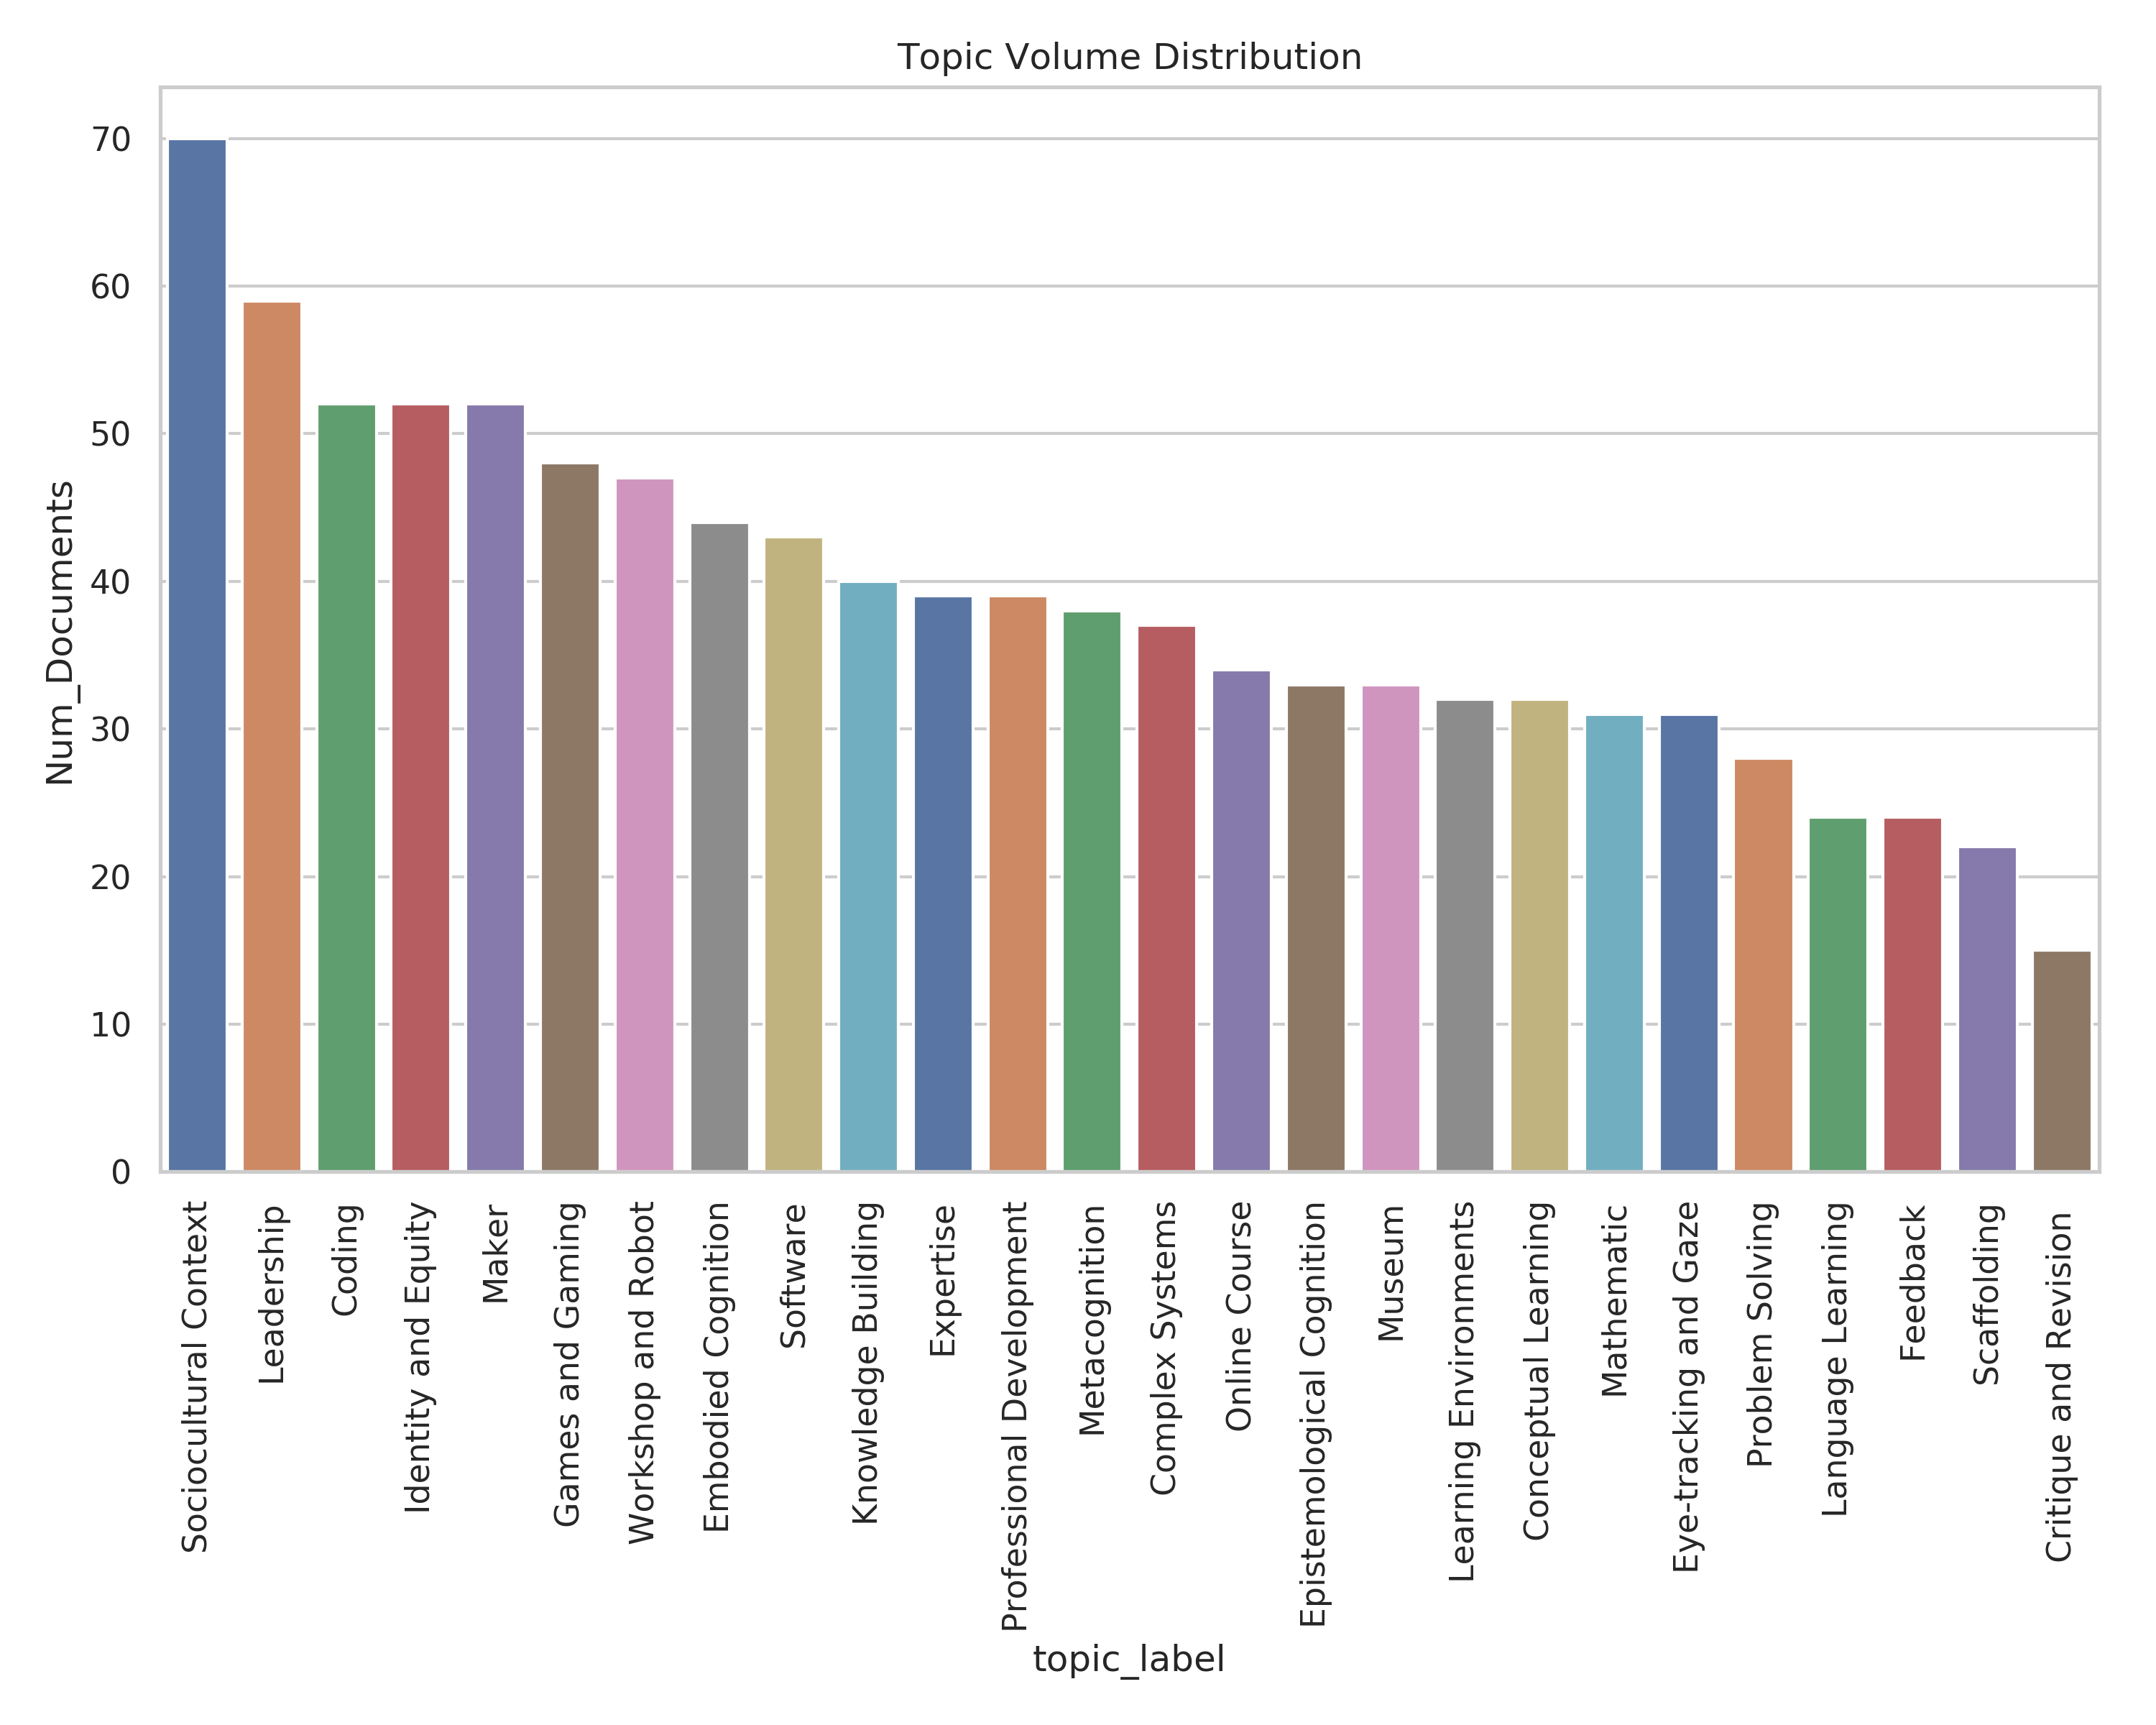 Topic Volume Distribution
Num_Documents
70
60
50
40
30
20
10
0
Sociocultural Context
Leadership
Coding
Identity and Equity
Maker
Games and Gaming
Workshop and Robot
Embodied Cognition
Software
Knowledge Building
Expertise
Professional Development
Metacognition
Complex Systems
Online Course
Epistemological Cognition
Museum
Learning Environments
Conceptual Learning
Mathematic
Eye-tracking and Gaze
Problem Solving
Language Learning
Feedback
Scaffolding
Critique and Revision
topic_label